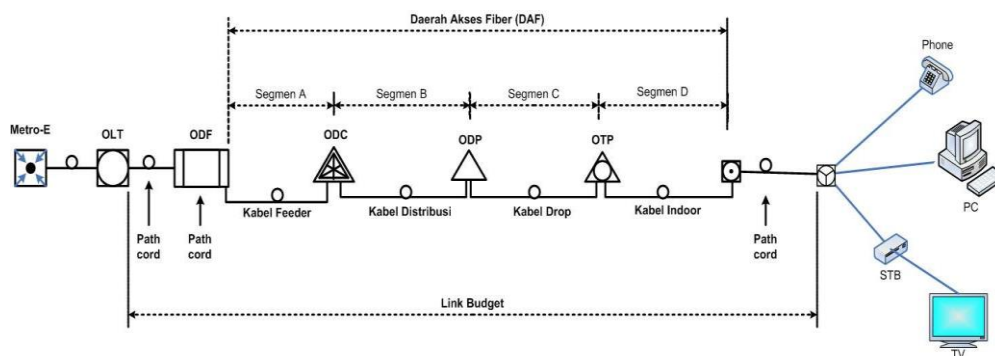 Daerah Akses Fiber (DAF)
Phone
Segmen A
Segmen B
Segmen C
Segmen D
Metro-E
OLT
ODF
ODC
ODP
OTP
Kabel Feeder
Kabel Distribusi
Kabel Drop
Kabel Indoor
PC
Path
cord
Path
cord
Path
cord
STB
Link Budget
TV